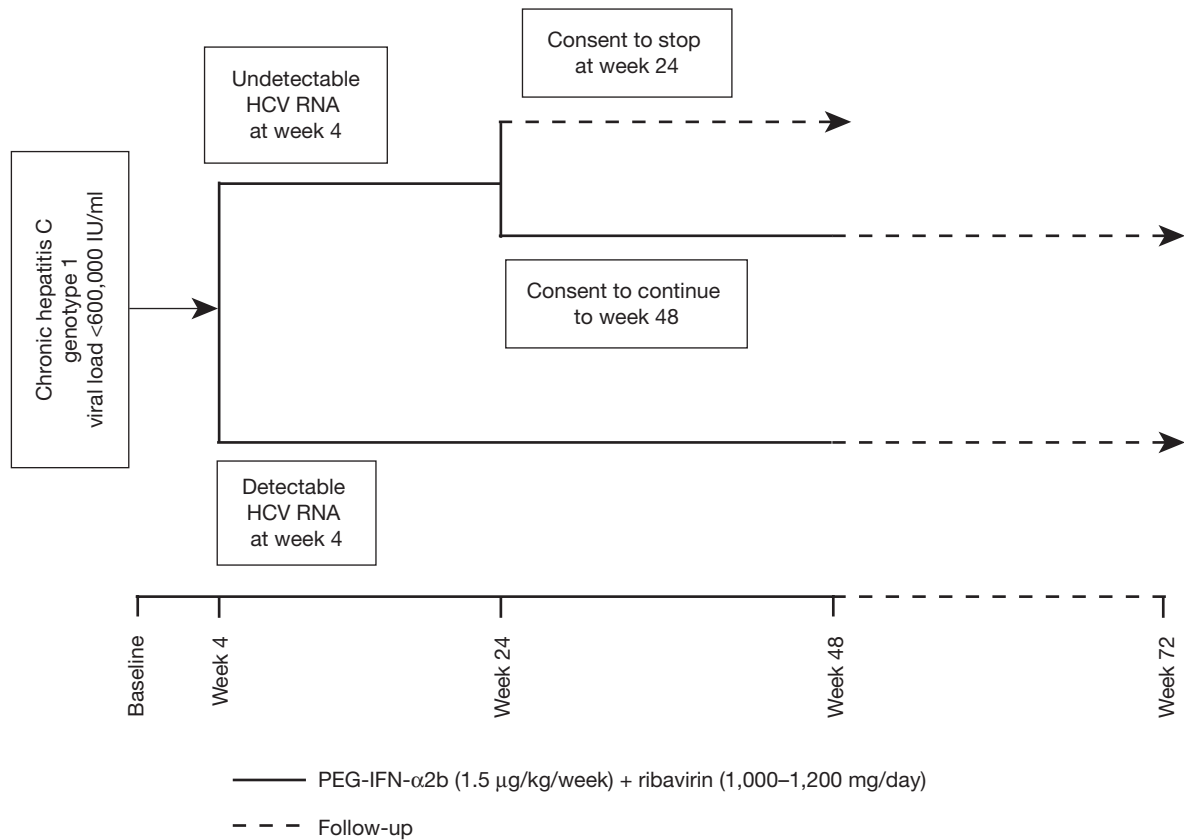 Consent to stop
at week 24
Undetectable
HCV RNA
at week 4
Chronic hepatitis C
genotype 1
viral load <600,000 IU/ml
Consent to continue
to week 48
Detectable
HCV RNA
at week 4
Baseline
Week 4
Week 24
Week 48
Week 72
PEG-IFN-α2b (1.5 µg/kg/week) + ribavirin (1,000–1,200 mg/day)
Follow-up